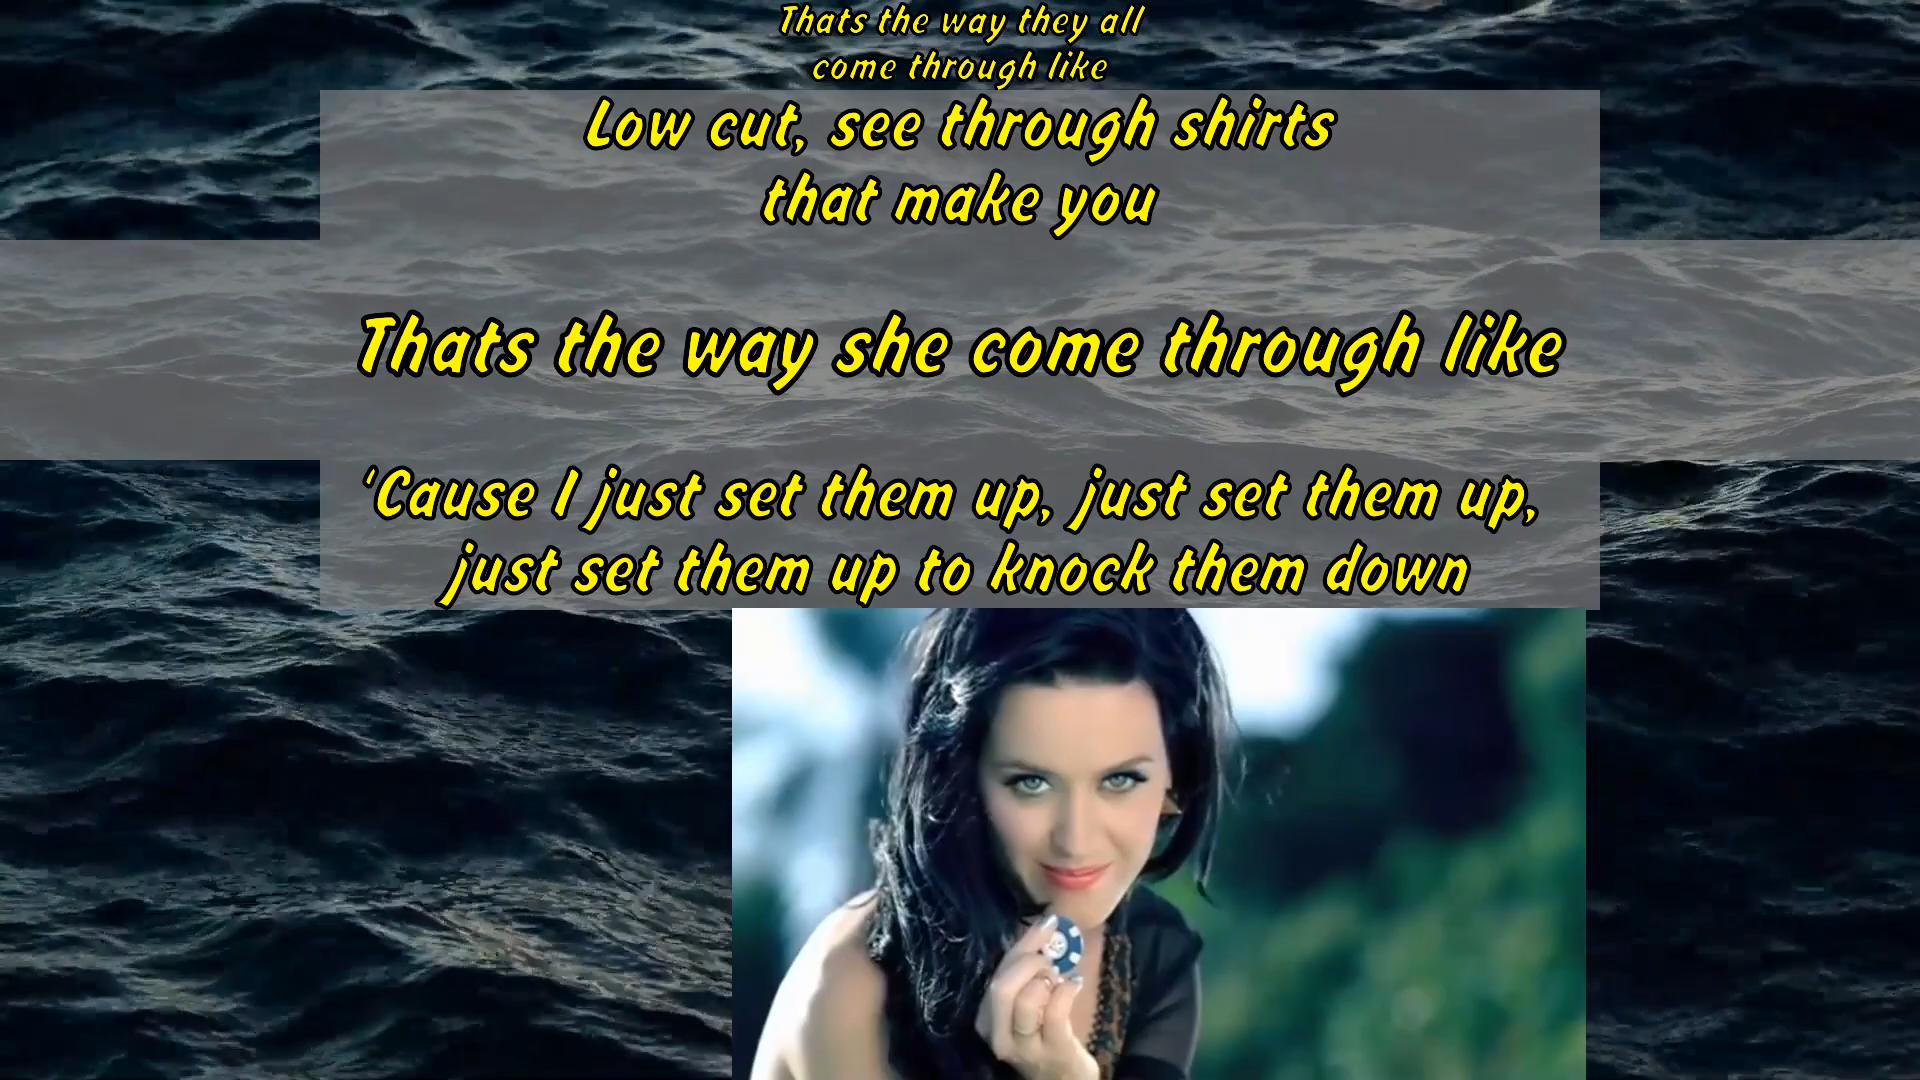 Thats the way they all
come through like
Low cut, see through shirts
that make you
Thats the way she come through like
'Cause I just set them up, just set them up,
just set them up to knock them down